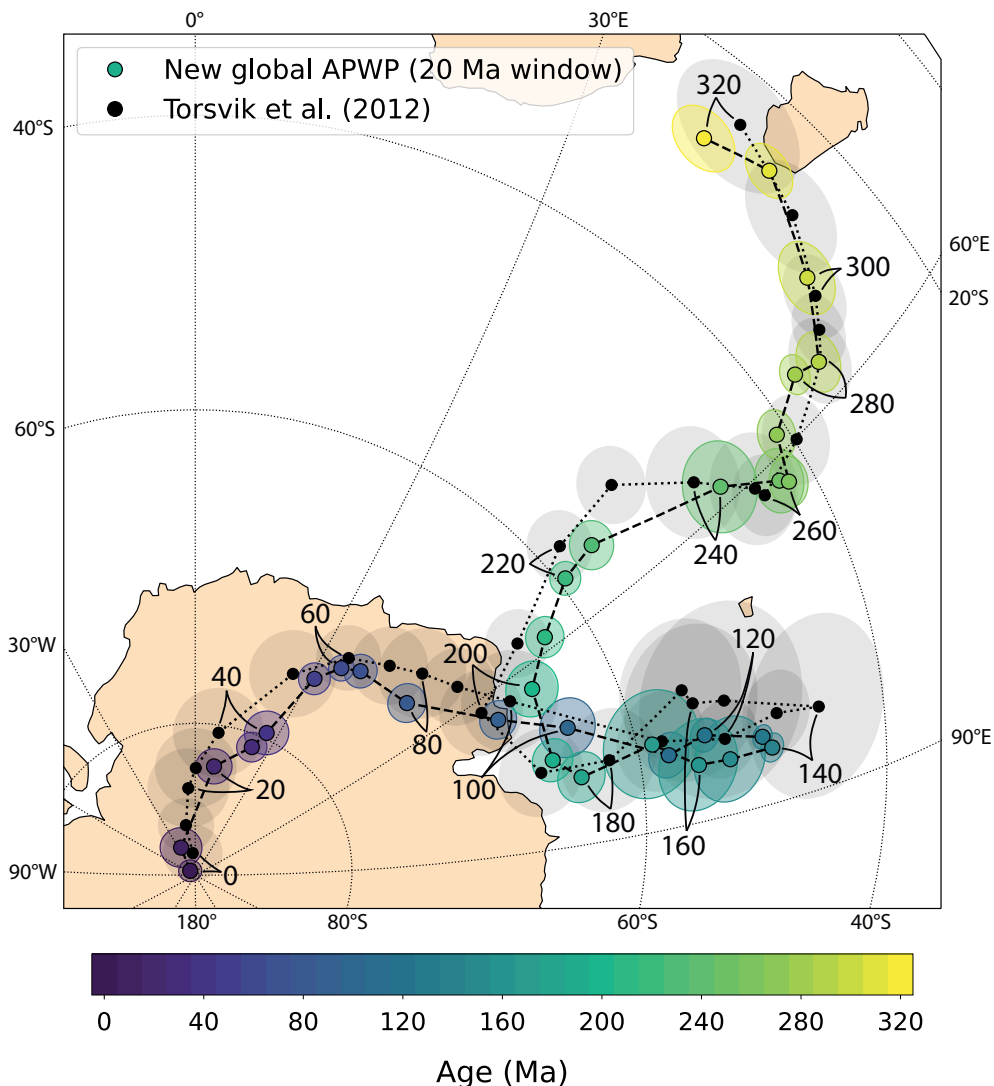 0° 30°E
New global APWP (20 Ma window)
Torsvik et al. (2012)
320
40°S
60°E
300
20°S
280
60°S
260
240
220
60
120
30°W
200
40
80
90°E
140
20
100
180
160
0
90°W
180° 80°S 60°S 40°S
0 40 80 120 160 200 240 280 320
Age (Ma)